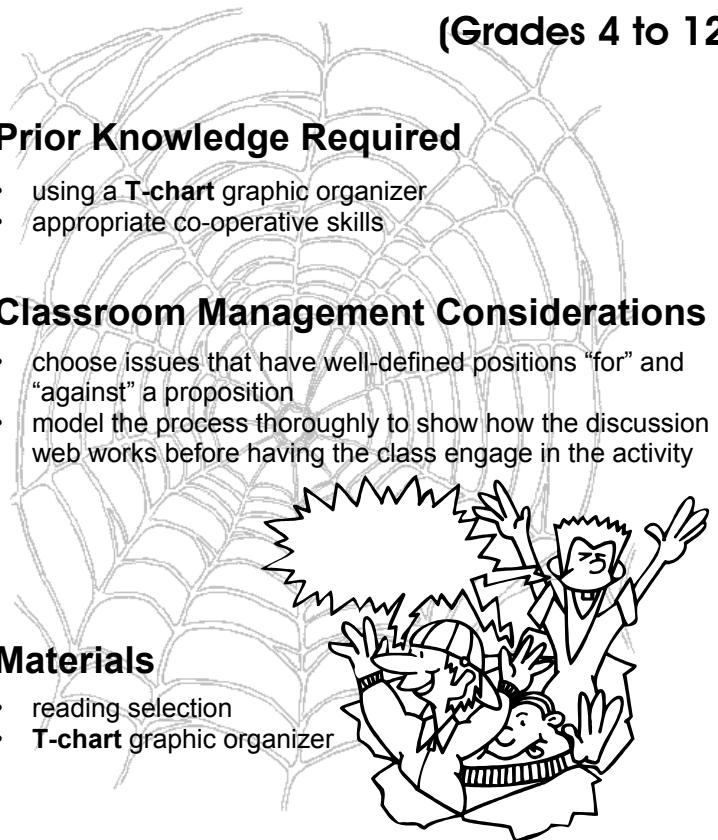 (Grades 4 to 12
Prior Knowledge Required
• using a T-chart graphic organizer
• appropriate co-operative skills
Classroom Management Considerations
• choose issues that have well-defined positions “for” and
“against” a proposition
• model the process thoroughly to show how the discussion
web works before having the class engage in the activity
Materials
• reading selection
• T-chart graphic organizer